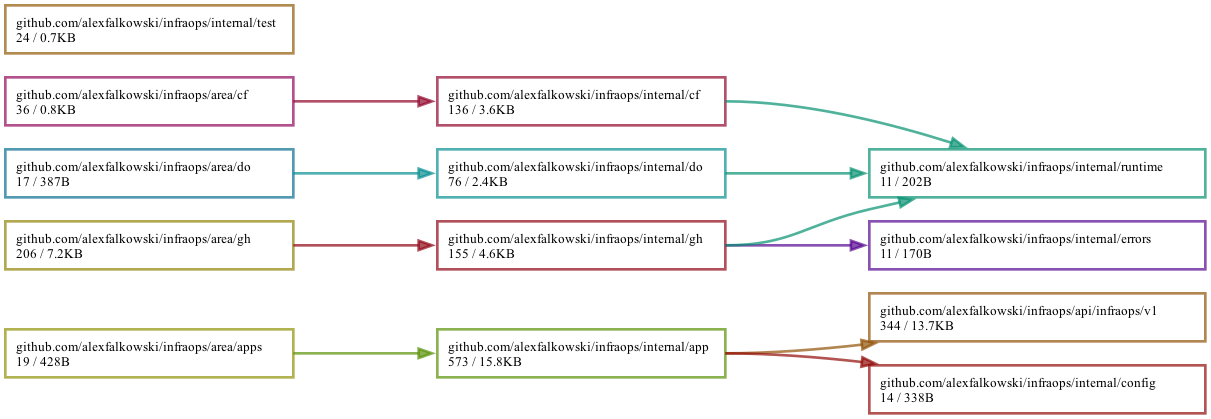 github.com/alexfalkowski/infraops/internal/test
24 / 0.7KB
github.com/alexfalkowski/infraops/area/cf
36 / 0.8KB
github.com/alexfalkowski/infraops/internal/cf
136 / 3.6KB
github.com/alexfalkowski/infraops/area/do
17 / 387B
github.com/alexfalkowski/infraops/internal/do
76 / 2.4KB
github.com/alexfalkowski/infraops/internal/runtime
11 / 202B
github.com/alexfalkowski/infraops/area/gh
206 / 7.2KB
github.com/alexfalkowski/infraops/internal/gh
155 / 4.6KB
github.com/alexfalkowski/infraops/internal/errors
11 / 170B
github.com/alexfalkowski/infraops/api/infraops/v1
344 / 13.7KB
github.com/alexfalkowski/infraops/area/apps
19 / 428B
github.com/alexfalkowski/infraops/internal/app
573 / 15.8KB
github.com/alexfalkowski/infraops/internal/config
14 / 338B